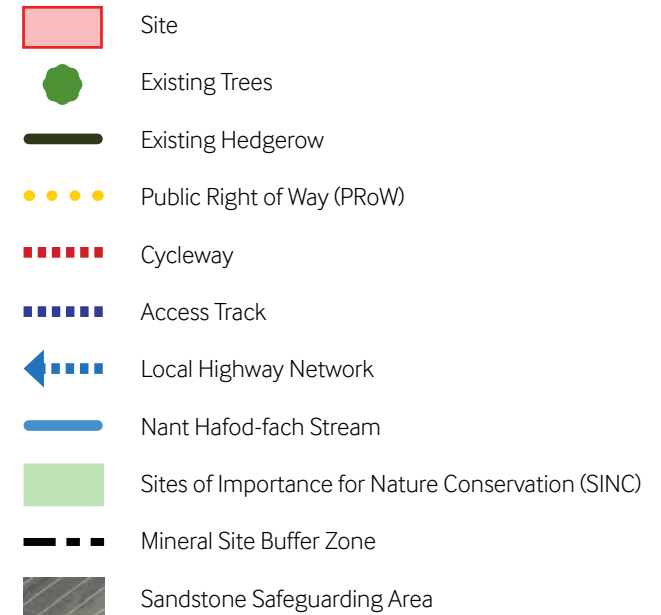 Site
Existing Trees
Existing Hedgerow
Public Right of Way (PRoW)
Cycleway
Access Track
Local Highway Network
Nant Hafod-fach Stream
Sites of Importance for Nature Conservation (SINC)
Mineral Site Buffer Zone
Sandstone Safeguarding Area